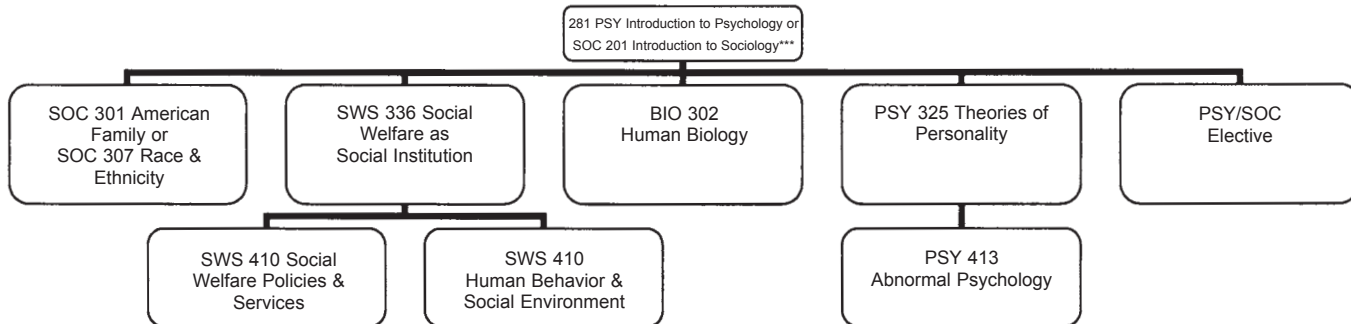 281 PSY Introduction to Psychology or
SOC 201 Introduction to Sociology***
SOC 301 American
Family or
SOC 307 Race &
Ethnicity
SWS 336 Social
Welfare as
Social Institution
BIO 302
Human Biology
PSY 325 Theories of
Personality
PSY/SOC
Elective
SWS 410 Social
Welfare Policies &
Services
SWS 410
Human Behavior &
Social Environment
PSY 413
Abnormal Psychology